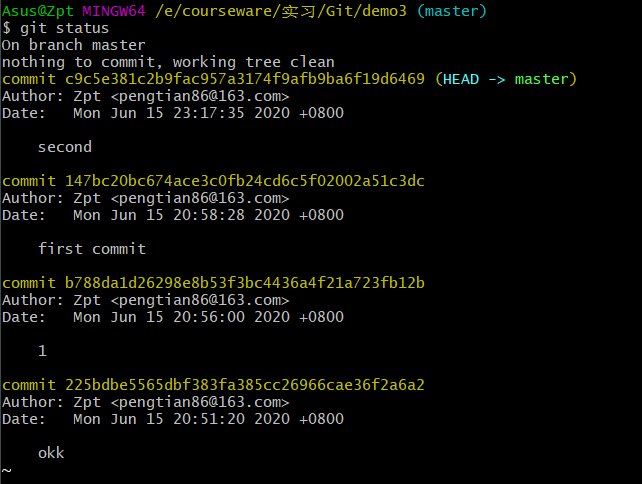 Asus@Zpt MINGW64 /e/courseware/实习/Git/demo3 (master)
$ git status
On branch master
nothing to commit, working tree clean
commit c9c5e381c2b9fac957a3174f9afb9ba6f19d6469 (HEAD -> master)
Author: Zpt <pengtian86@163.com>
Date:   Mon Jun 15 23:17:35 2020 +0800
second
commit 147bc20bc674ace3c0fb24cd6c5f02002a51c3dc
Author: Zpt <pengtian86@163.com>
Date:   Mon Jun 15 20:58:28 2020 +0800
first commit
commit b788da1d26298e8b53f3bc4436a4f21a723fb12b
Author: Zpt <pengtian86@163.com>
Date:   Mon Jun 15 20:56:00 2020 +0800
1
commit 225bdbe5565dbf383fa385cc26966cae36f2a6a2
Author: Zpt <pengtian86@163.com>
Date:   Mon Jun 15 20:51:20 2020 +0800
okk
~